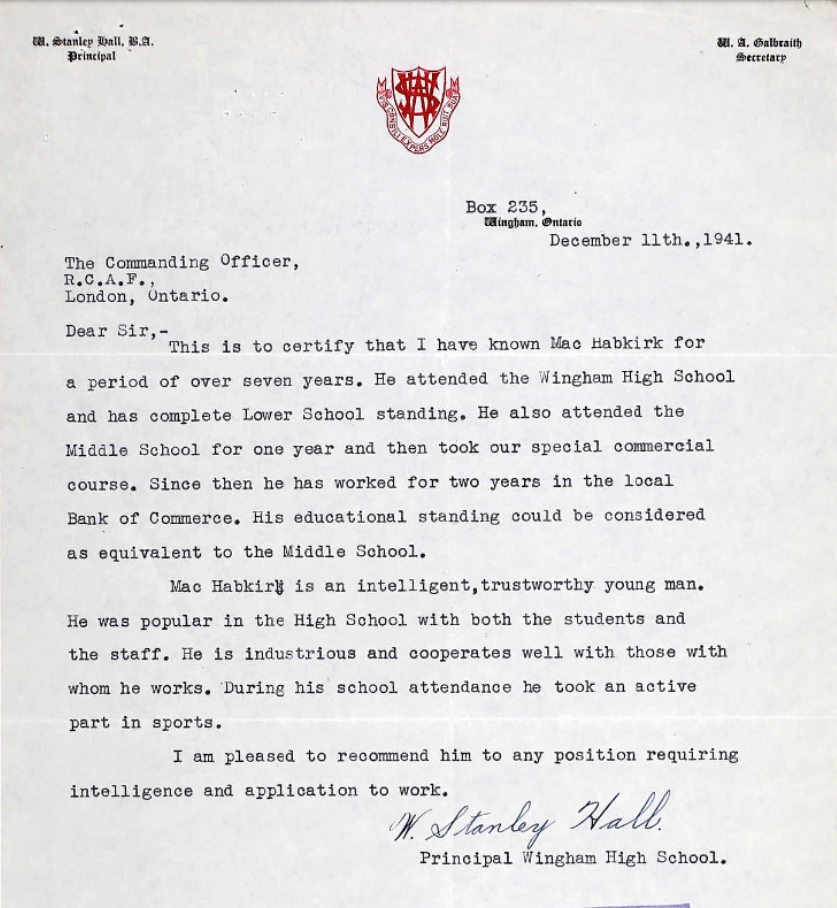 W. Stanley Hall, B.A.
Principal
W. A. Galbraith
Secretary
WHS
VIS CONSILI EXPERS MOLE RUIT SUA
Box 235,
Wingham, Ontario
December 11th.,1941.
The Commanding Officer,
R.C.A.F.,
London, Ontario.
Dear Sir,-
This is to certify that I have known Mac Habkirk for
a period of over seven years. He attended the Wingham High School
and has complete Lower School standing. He also attended the
Middle School for one year and then took our special commercial
course. Since then he has worked for two years in the local
Bank of Commerce. His educational standing could be considered
as equivalent to the Middle School.
Mac Habkirk is an intelligent,trustworthy young man.
He was popular in the High School with both the students and
the staff. He is industrious and cooperates well with those with
whom he works. During his school attendance he took an active
part in sports.
I am pleased to recommend him to any position requiring
intelligence and application to work.
W. Stanley Hall.
Principal Wingham High School.